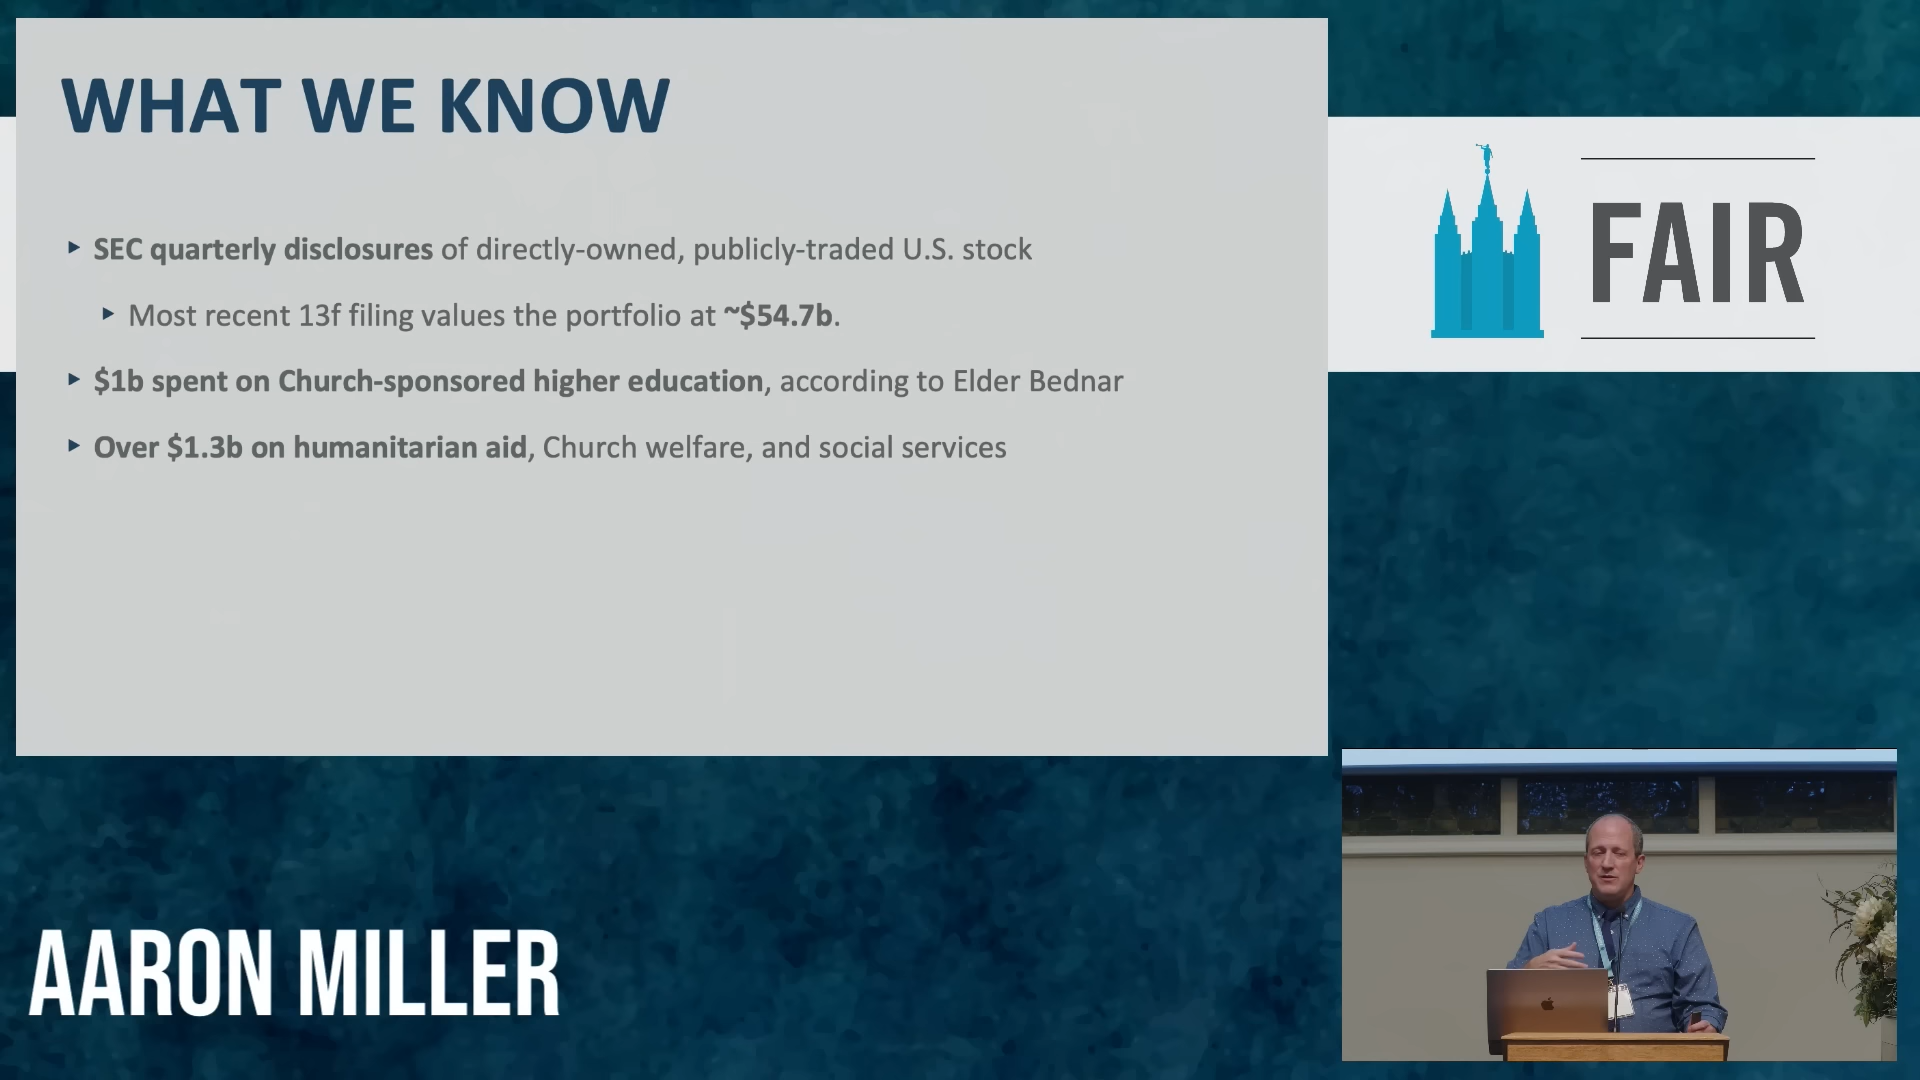 WHAT WE KNOW
SEC quarterly disclosures of directly-owned, publicly-traded U.S. stock
Most recent 13f filing values the portfolio at ~$54.7b.
$1b spent on Church-sponsored higher education, according to Elder Bednar
Over $1.3b on humanitarian aid, Church welfare, and social services
FAIR
AARON MILLER